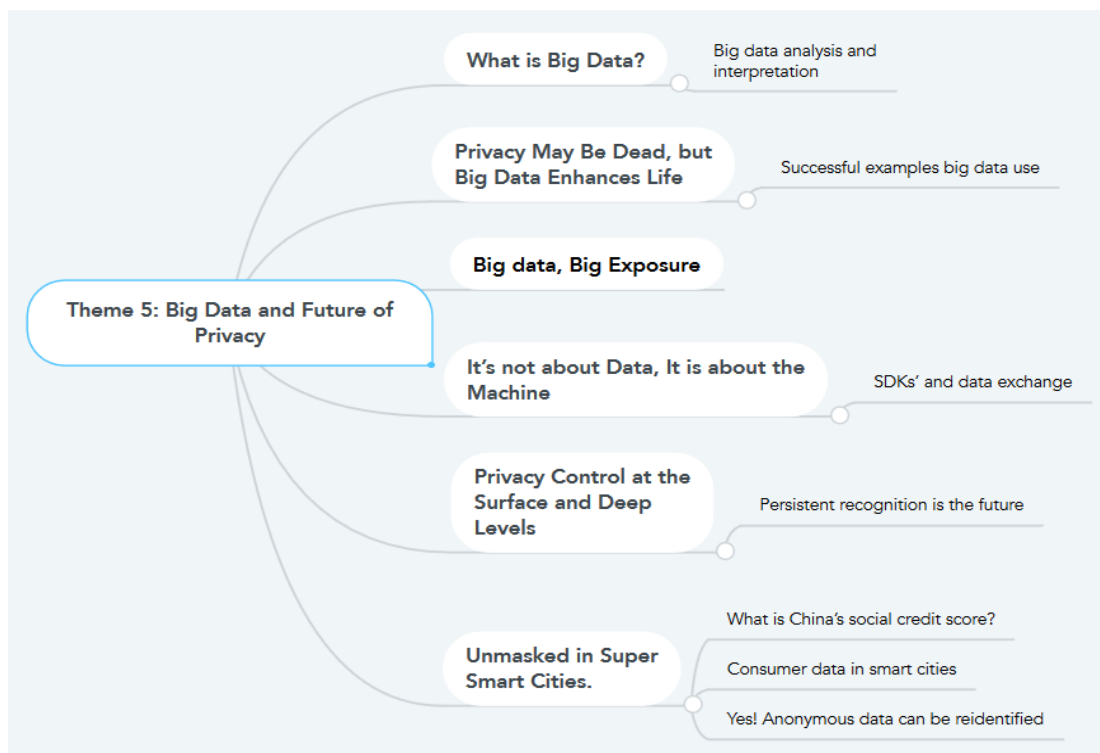 What is Big Data?
Big data analysis and
interpretation
Privacy May Be Dead, but
Big Data Enhances Life
Successful examples big data use
Big data, Big Exposure
Theme 5: Big Data and Future of
Privacy
It's not about Data, It is about the
Machine
SDKs' and data exchange
Privacy Control at the
Surface and Deep
Levels
Persistent recognition is the future
Unmasked in Super
Smart Cities.
What is China's social credit score?
Consumer data in smart cities
Yes! Anonymous data can be reidentified